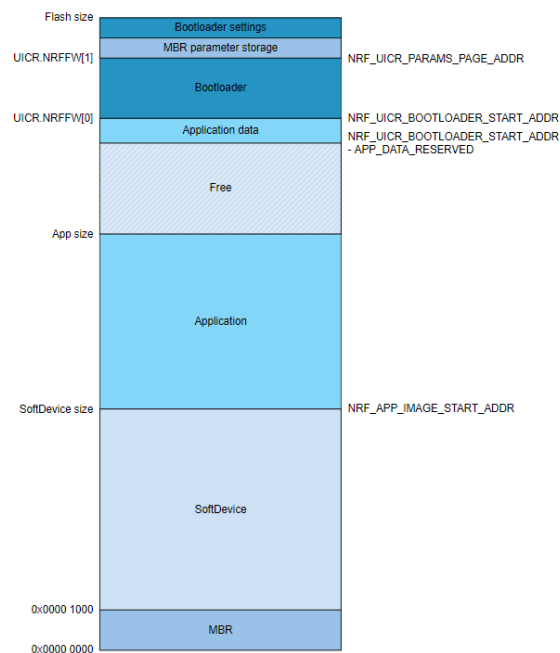 Flash size
Bootloader settings
MBR parameter storage
UICR.NRFFW[1]
NRF_UICR_PARAMS_PAGE_ADDR
Bootloader
UICR.NRFFW[0]
NRF_UICR_BOOTLOADER_START_ADDR
Application data
NRF_UICR_BOOTLOADER_START_ADDR
- APP_DATA_RESERVED
Free
App size
Application
SoftDevice size
NRF_APP_IMAGE_START_ADDR
SoftDevice
0x0000 1000
MBR
0x0000 0000